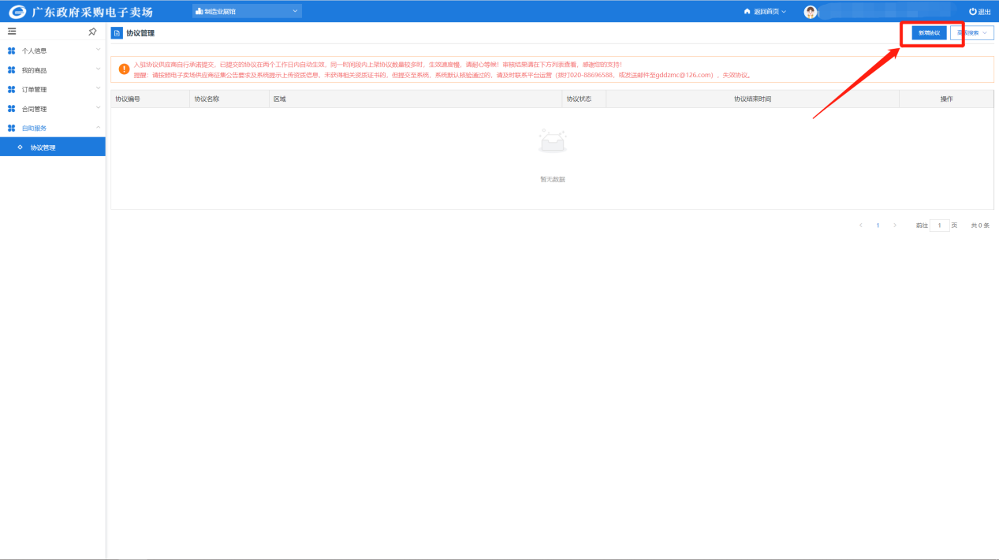 广东政府采购电子卖场
制造业展馆
返回首页
退出
个人信息
我的商品
订单管理
合同管理
自助服务
协议管理
协议管理
新增协议
高级搜索
入驻协议供应商自行承诺提交，已提交的协议在两个工作日内自动生效，同一时间段内上架协议数量较多时，生效速度慢，请耐心等候！审核结果请在下方列表查看，感谢您的支持！
提醒：请按照电子卖场供应商征集公告要求及系统提示上传资质信息，未获得相关资质证书的，但提交至系统，系统默认核验通过的，请及时联系平台运营（拨打020-88696588，或发送邮件至gddzmc@126.com），失效协议。
协议编号 协议名称 区域 协议状态 协议结束时间 操作
暂无数据
1 前往 1 页 共 0 条